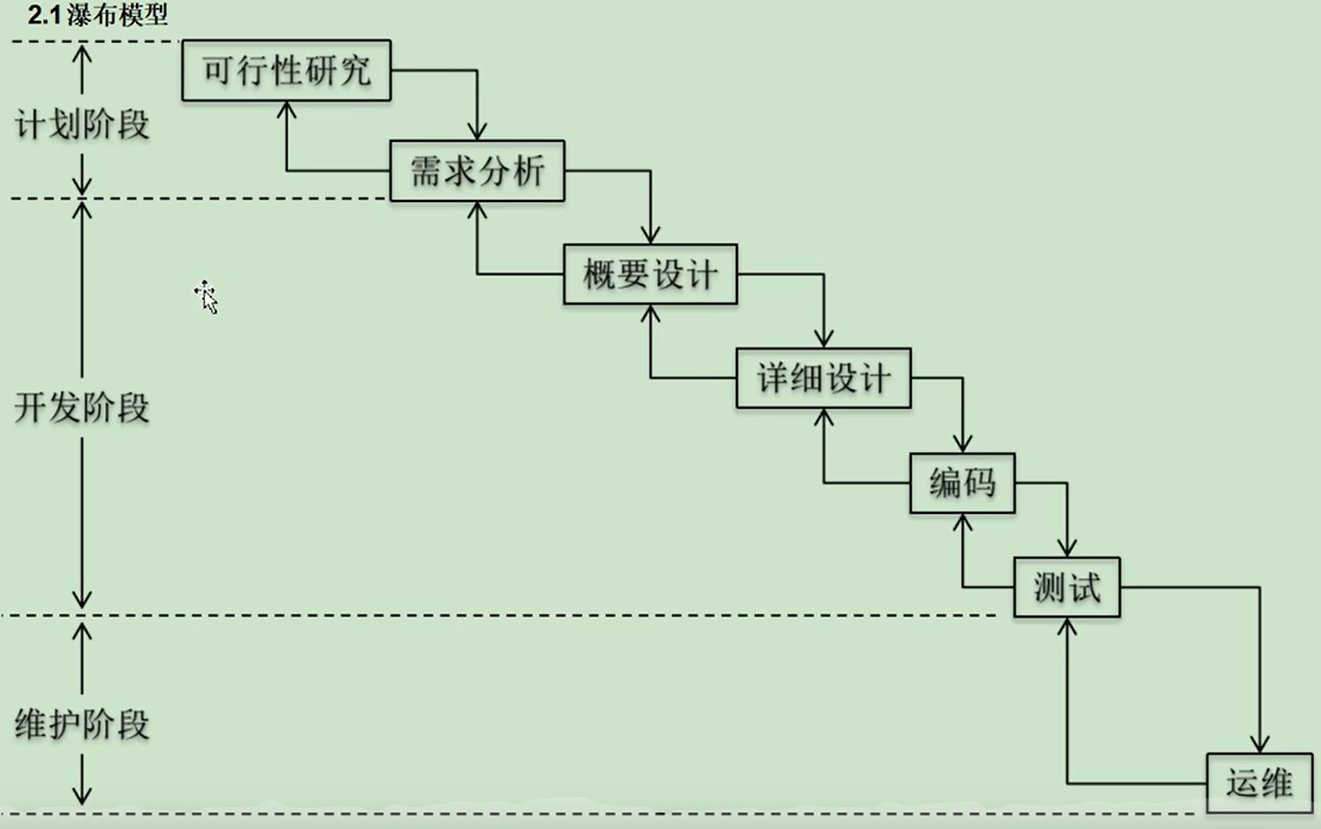 2.1瀑布模型
可行性研究
计划阶段
需求分析
概要设计
详细设计
开发阶段
编码
测试
维护阶段
运维